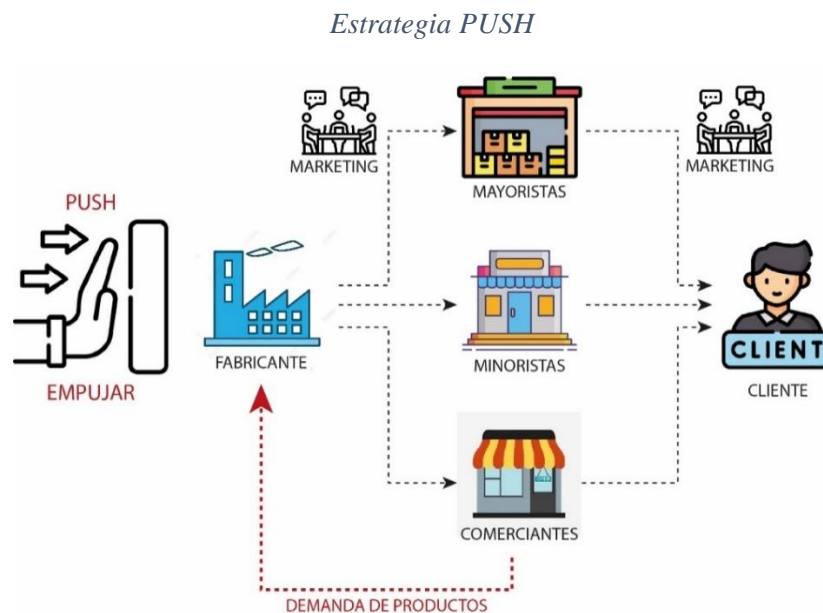 Estrategia PUSH
MARKETING
MAYORISTAS
MARKETING
PUSH
EMPUJAR
FABRICANTE
MINORISTAS
CLIENT
CLIENTE
COMERCIANTES
DEMANDA DE PRODUCTOS